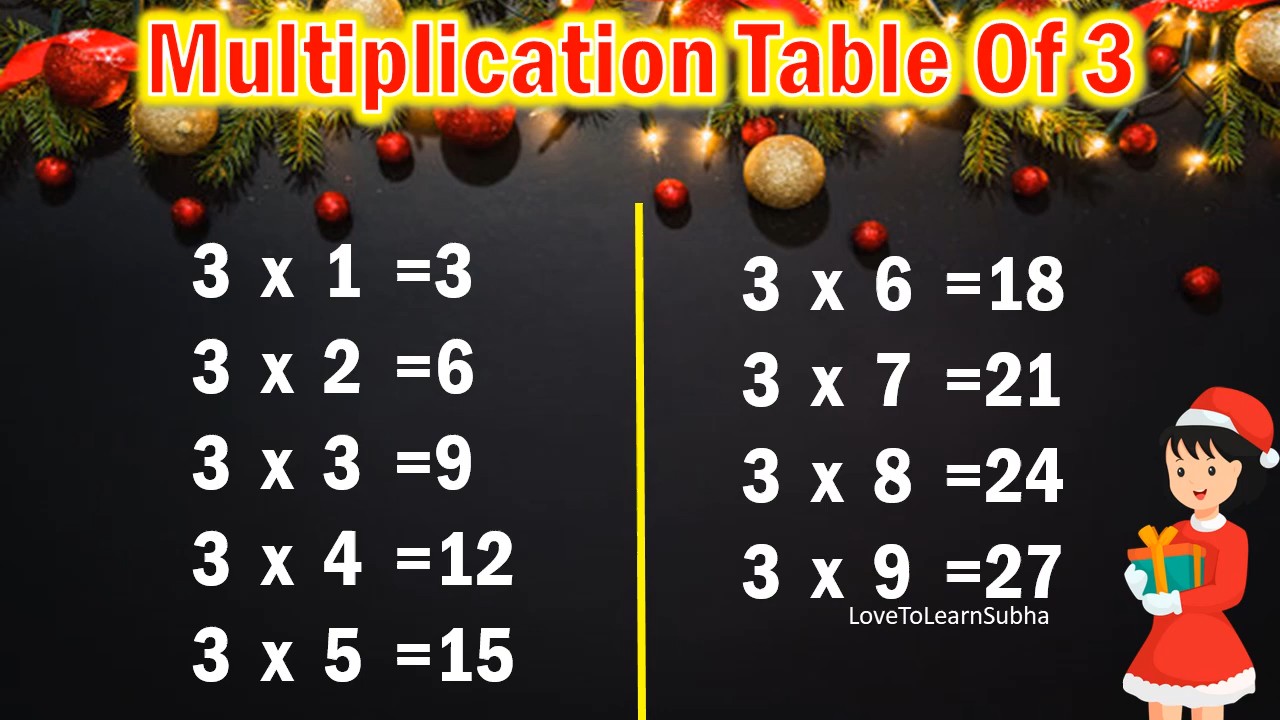 Multiplication Table Of 3
3 x 1 =3
3 x 2 =6
3 x 3 =9
3 x 4 =12
3 x 5 =15
3 x 6 =18
3 x 7 =21
3 x 8 =24
3 x 9 =27
LoveToLearnSubha